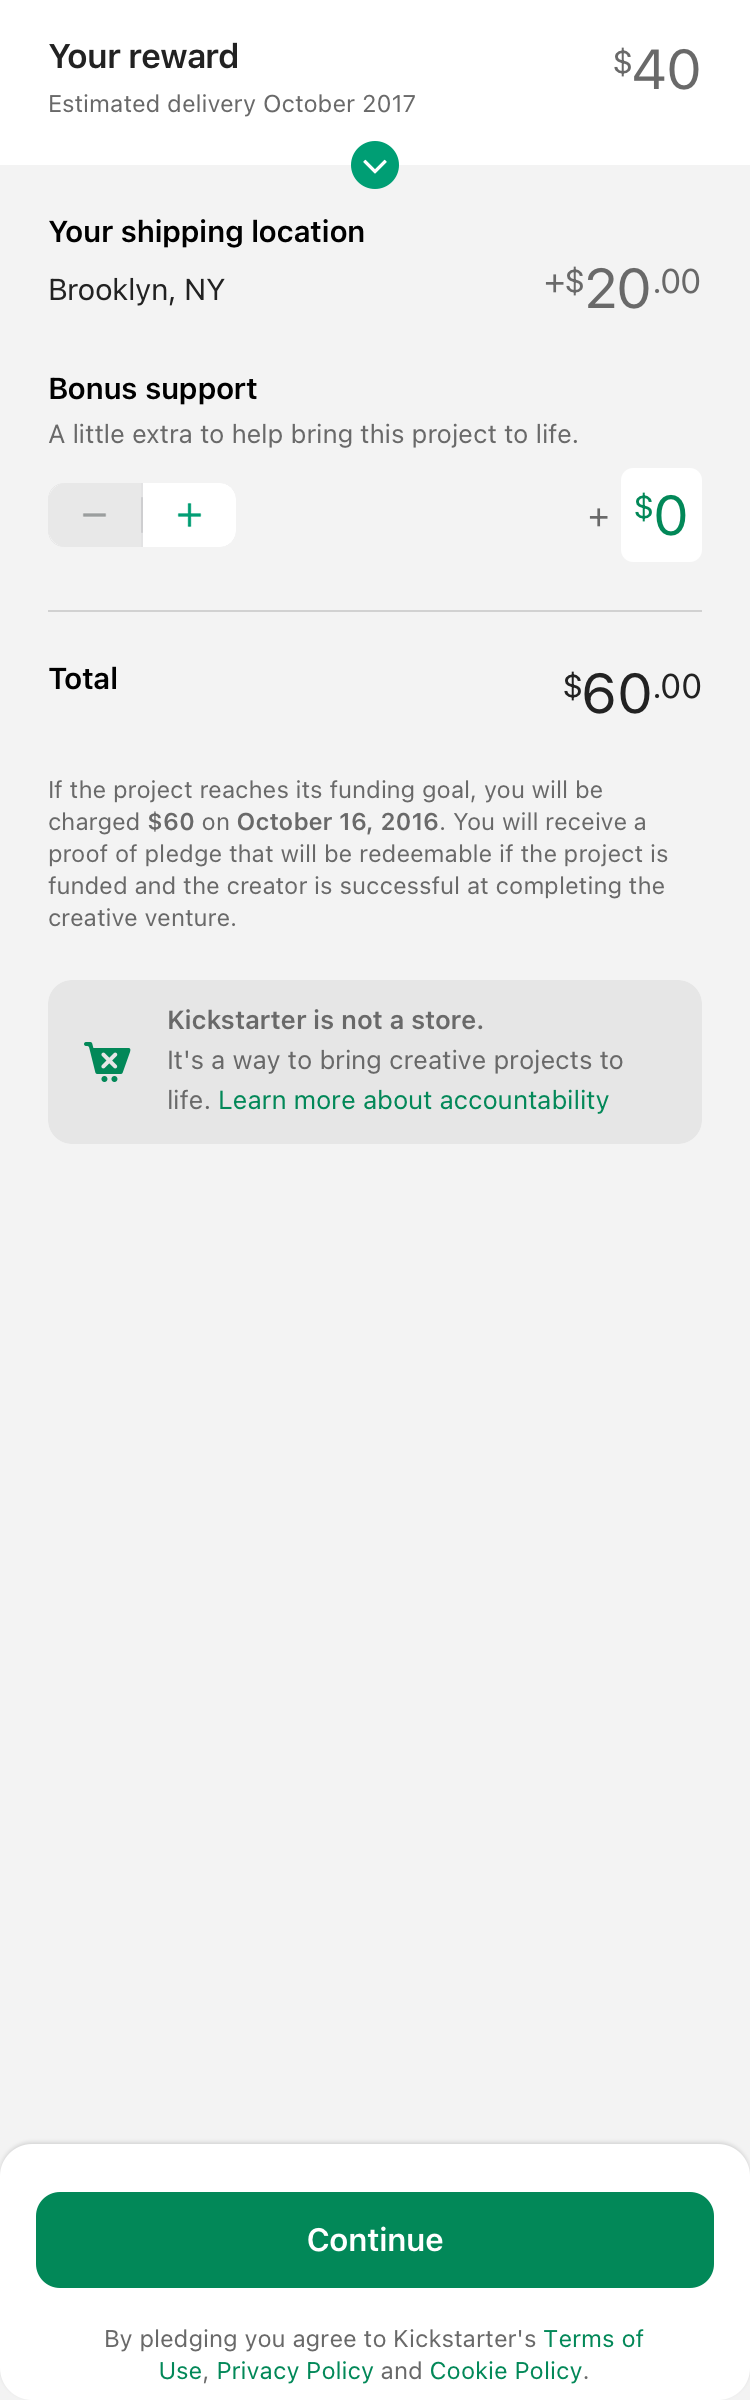 Your reward
$40
Estimated delivery October 2017
Your shipping location
Brooklyn, NY
+$20.00
Bonus support
A little extra to help bring this project to life.
− +
+ $0
Total
$60.00
If the project reaches its funding goal, you will be
charged $60 on October 16, 2016. You will receive a
proof of pledge that will be redeemable if the project is
funded and the creator is successful at completing the
creative venture.
Kickstarter is not a store.
It's a way to bring creative projects to
life. Learn more about accountability
Continue
By pledging you agree to Kickstarter's Terms of
Use, Privacy Policy and Cookie Policy.